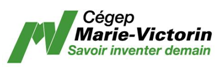 Cégep
Marie-Victorin
Savoir inventer demain